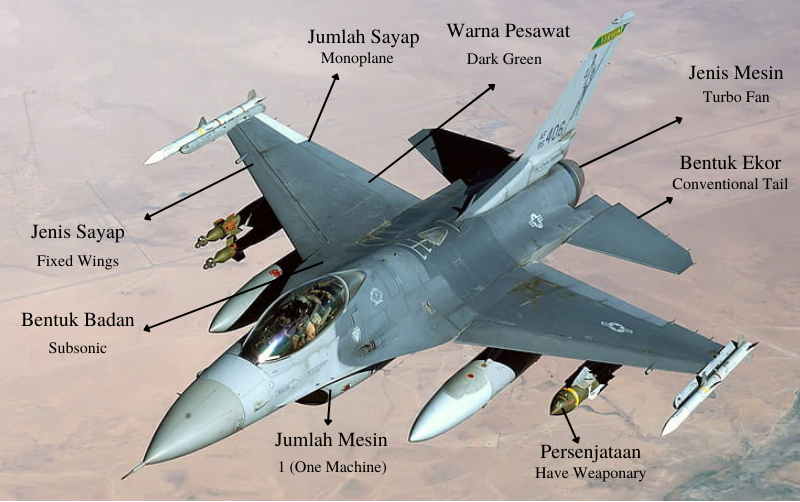 Jumlah Sayap
Monoplane
Warna Pesawat
Dark Green
Jenis Mesin
Turbo Fan
Bentuk Ekor
Conventional Tail
Jenis Sayap
Fixed Wings
Bentuk Badan
Subsonic
Jumlah Mesin
1 (One Machine)
Persenjataan
Have Weaponary
406